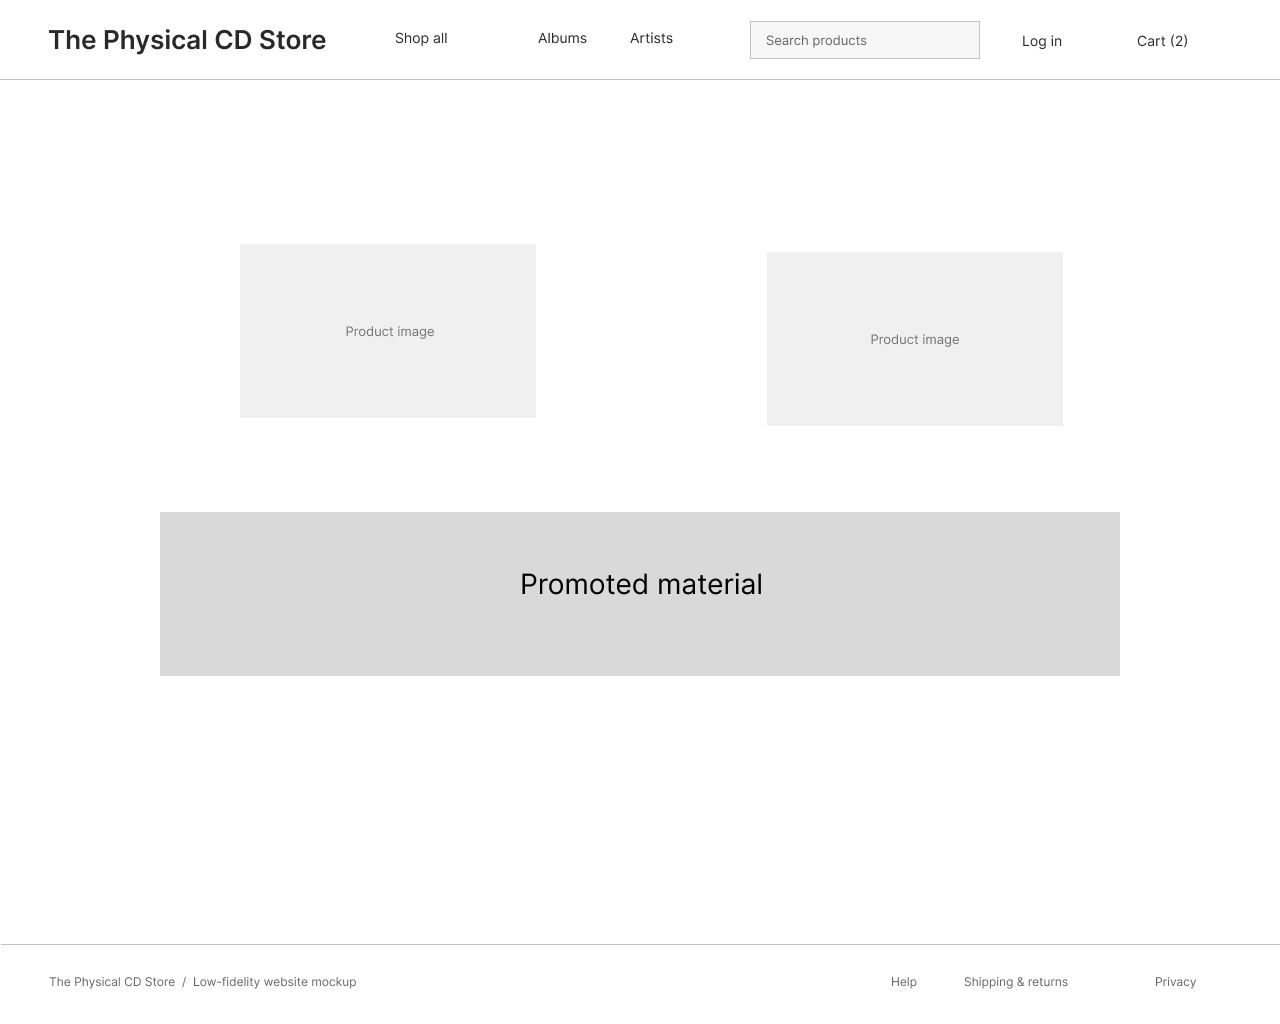 The Physical CD Store
Shop all
Albums
Artists
Search products
Log in
Cart (2)
Product image
Product image
Promoted material
The Physical CD Store / Low-fidelity website mockup
Help
Shipping & returns
Privacy